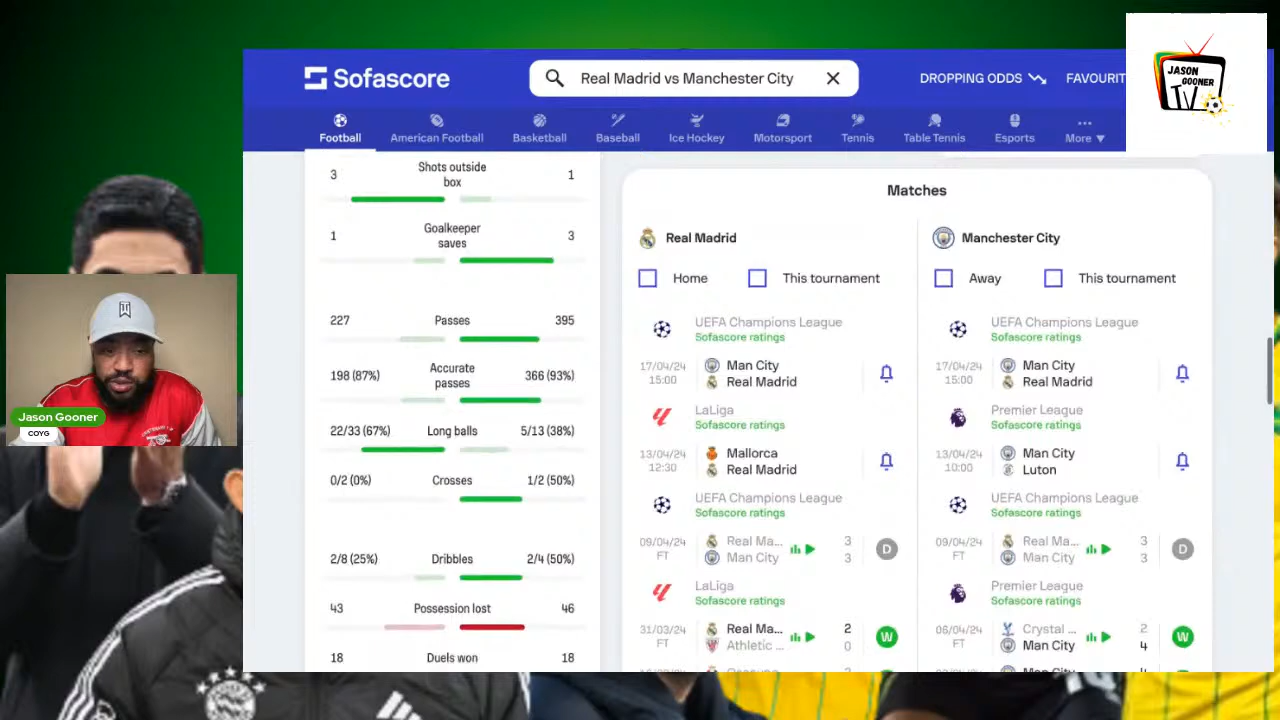 Sofascore
Real Madrid vs Manchester City
DROPPING ODDS
FAVOURIT
JASON
GOONER
TV
Football
American Football
Basketball
Baseball
Ice Hockey
Motorsport
Tennis
Table Tennis
Esports
More ▼
3 Shots outside box 1
1 Goalkeeper saves 3
227 Passes 395
198 (87%) Accurate passes 366 (93%)
22/33 (67%) Long balls 5/13 (38%)
0/2 (0%) Crosses 1/2 (50%)
2/8 (25%) Dribbles 2/4 (50%)
43 Possession lost 46
18 Duels won 18
Matches
Real Madrid
Home
This tournament
UEFA Champions League
Sofascore ratings
17/04/24 Man City
15:00 Real Madrid
LaLiga
Sofascore ratings
13/04/24 Mallorca
12:30 Real Madrid
UEFA Champions League
Sofascore ratings
09/04/24 Real Ma... 3
FT Man City 3
D
LaLiga
Sofascore ratings
31/03/24 Real Ma... 2
FT Athletic ... 0
W
Manchester City
Away
This tournament
UEFA Champions League
Sofascore ratings
17/04/24 Man City
15:00 Real Madrid
Premier League
Sofascore ratings
13/04/24 Man City
10:00 Luton
UEFA Champions League
Sofascore ratings
09/04/24 Real Ma... 3
FT Man City 3
D
Premier League
Sofascore ratings
06/04/24 Crystal ... 2
FT Man City 4
W
Jason Gooner
COYG